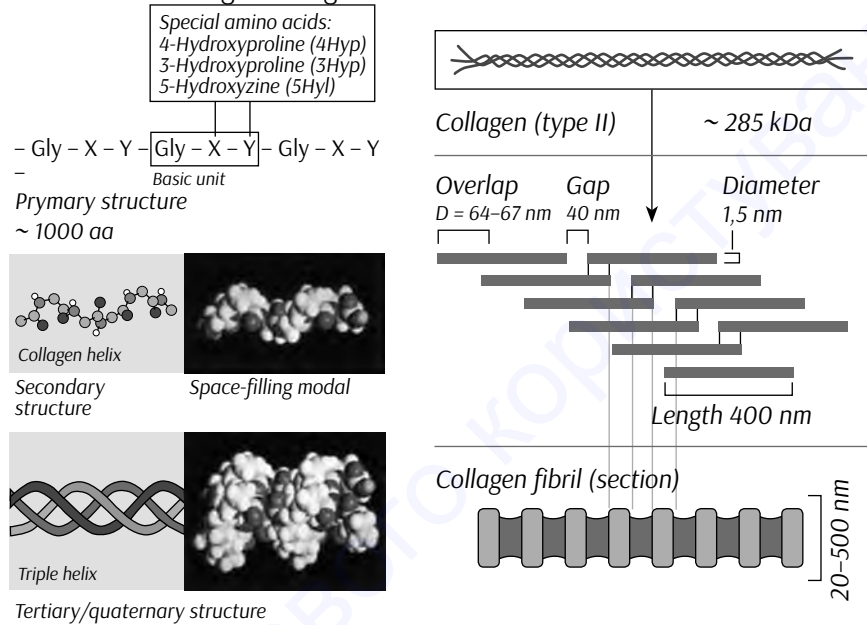 Special amino acids:
4-Hydroxyproline (4Hyp)
3-Hydroxyproline (3Hyp)
5-Hydroxyzine (5Hyl)
– Gly – X – Y – Gly – X – Y – Gly – X – Y
–
Basic unit
Prymary structure
~ 1000 aa
Collagen helix
Secondary
structure
Space-filling modal
Triple helix
Tertiary/quaternary structure
Collagen (type II) ~ 285 kDa
Overlap Gap Diameter
D = 64–67 nm 40 nm 1,5 nm
Length 400 nm
Collagen fibril (section)
20–500 nm